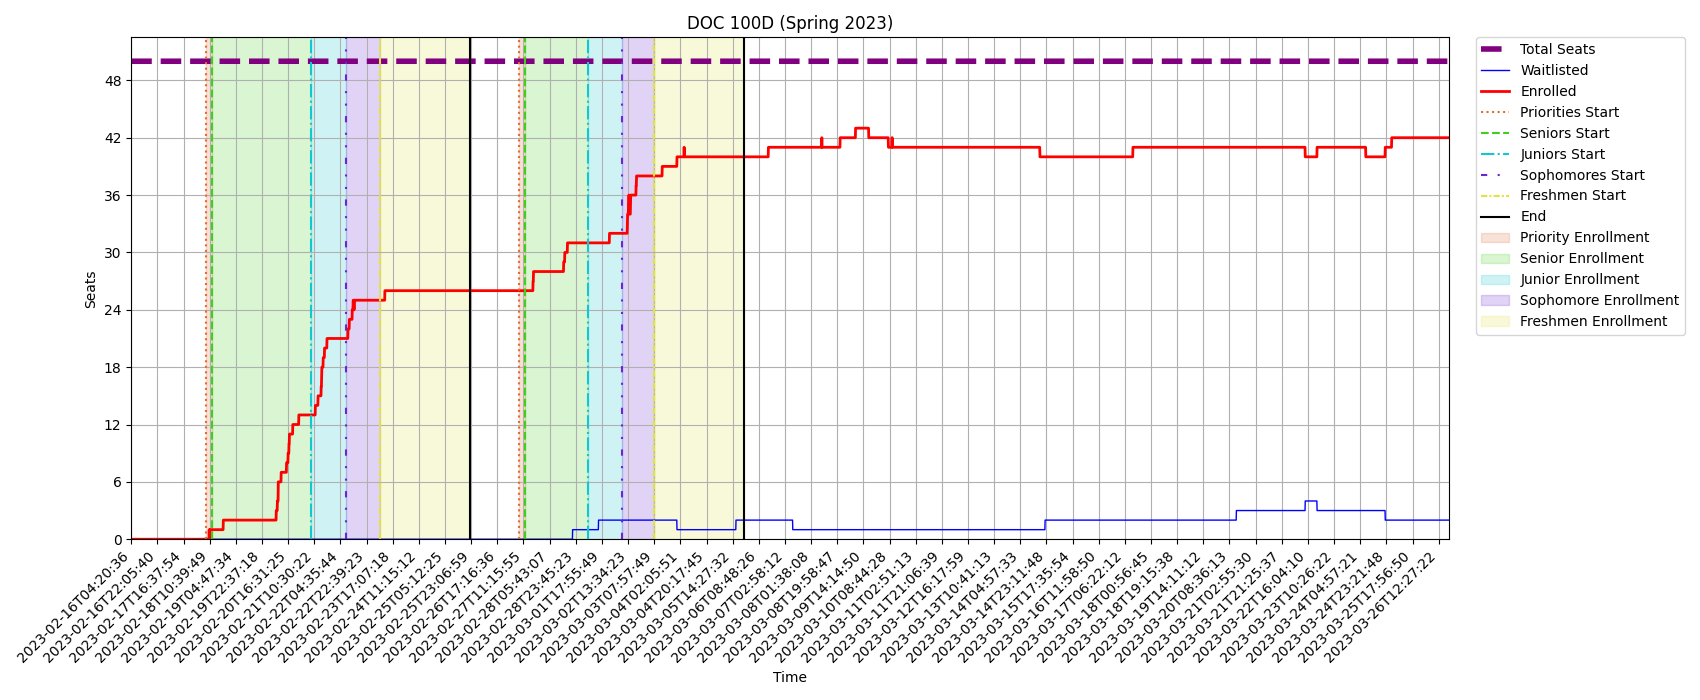 DOC 100D (Spring 2023)
Total Seats
Waitlisted
Enrolled
Priorities Start
Seniors Start
Juniors Start
Sophomores Start
Freshmen Start
End
Priority Enrollment
Senior Enrollment
Junior Enrollment
Sophomore Enrollment
Freshmen Enrollment
Seats
48
42
36
30
24
18
12
6
0
2023-02-16T04:20:36
2023-02-16T22:05:40
2023-02-17T16:37:54
2023-02-18T10:39:49
2023-02-19T04:47:34
2023-02-19T22:37:18
2023-02-20T16:31:25
2023-02-21T10:30:22
2023-02-22T04:35:44
2023-02-22T22:39:23
2023-02-23T17:07:18
2023-02-24T11:15:12
2023-02-25T05:12:25
2023-02-25T23:06:59
2023-02-26T17:16:36
2023-02-27T11:15:55
2023-02-28T05:43:07
2023-02-28T23:45:23
2023-03-01T17:55:49
2023-03-02T13:34:23
2023-03-03T07:57:49
2023-03-04T02:05:51
2023-03-04T20:17:45
2023-03-05T14:27:32
2023-03-06T08:48:26
2023-03-07T02:58:12
2023-03-08T01:38:08
2023-03-08T19:58:47
2023-03-09T14:14:50
2023-03-10T08:44:28
2023-03-11T02:51:13
2023-03-11T21:06:39
2023-03-12T16:17:59
2023-03-13T10:41:13
2023-03-14T04:57:33
2023-03-14T23:11:48
2023-03-15T17:35:54
2023-03-16T11:58:50
2023-03-17T06:22:12
2023-03-18T00:56:45
2023-03-18T19:15:38
2023-03-19T14:11:12
2023-03-20T08:36:13
2023-03-21T02:55:30
2023-03-21T21:25:37
2023-03-22T16:04:10
2023-03-23T10:26:22
2023-03-24T04:57:21
2023-03-24T23:21:48
2023-03-25T17:56:50
2023-03-26T12:27:22
Time